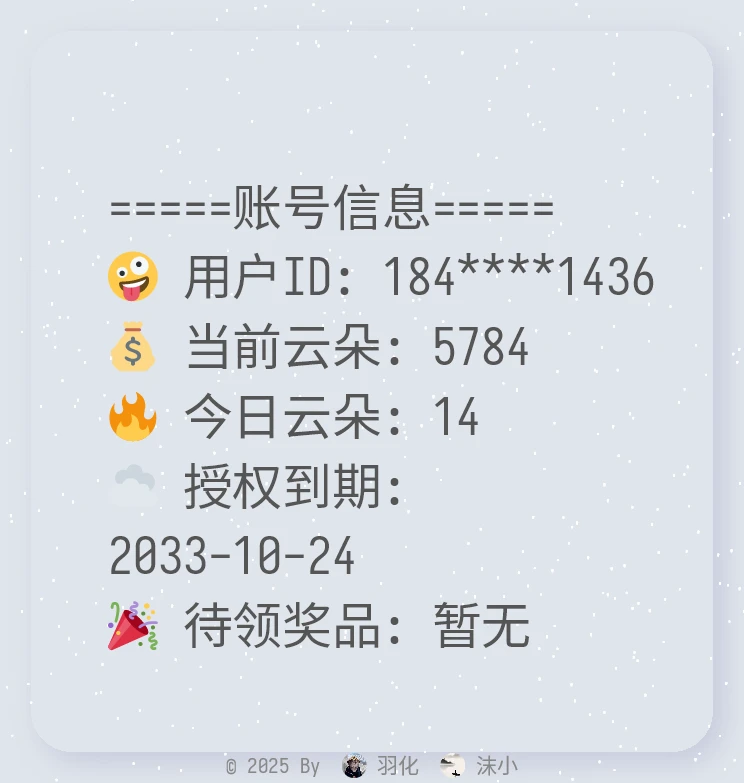 =====账号信息=====
🤪 用户ID: 184****1436
💰 当前云朵: 5784
🔥 今日云朵: 14
☁️ 授权到期:
2033-10-24
🎉 待领奖品: 暂无
© 2025 By 羽化 沫小